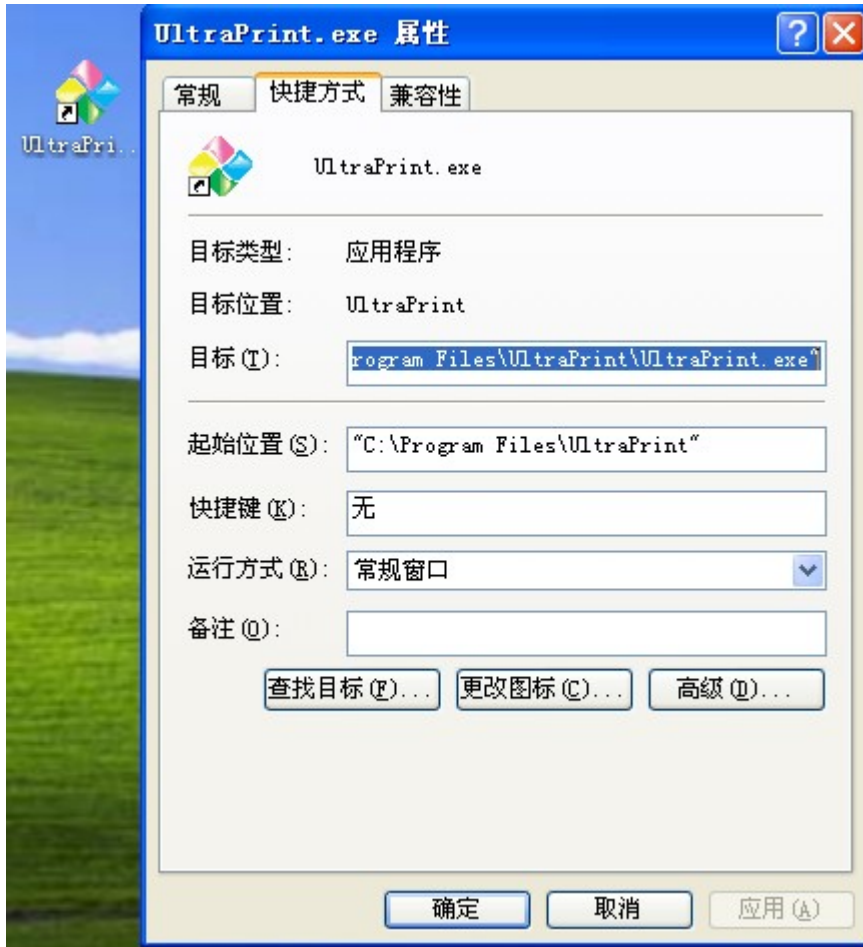 UltraPrint.exe 属性
UltraPri...
常规 快捷方式 兼容性
UltraPrint.exe
目标类型: 应用程序
目标位置: UltraPrint
目标(T): rogram Files\UltraPrint\UltraPrint.exe"
起始位置(S): "C:\Program Files\UltraPrint"
快捷键(K): 无
运行方式(R): 常规窗口
备注(O):
查找目标(F)... 更改图标(C)... 高级(D)...
确定 取消 应用(A)